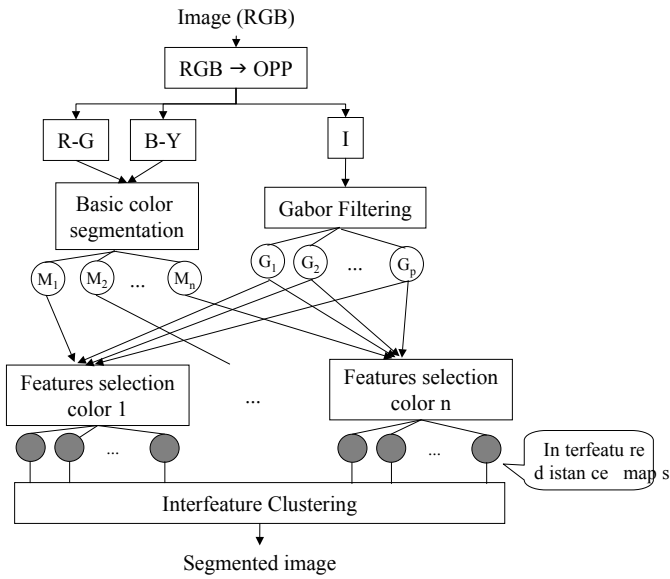 Image (RGB)
RGB → OPP
R-G B-Y I
Basic color
segmentation
Gabor Filtering
M1 M2 ... Mn G1 G2 ... Gp
Features selection
color 1
...
Features selection
color n
... ...
In terfeatu re
d istan ce map s
Interfeature Clustering
Segmented image